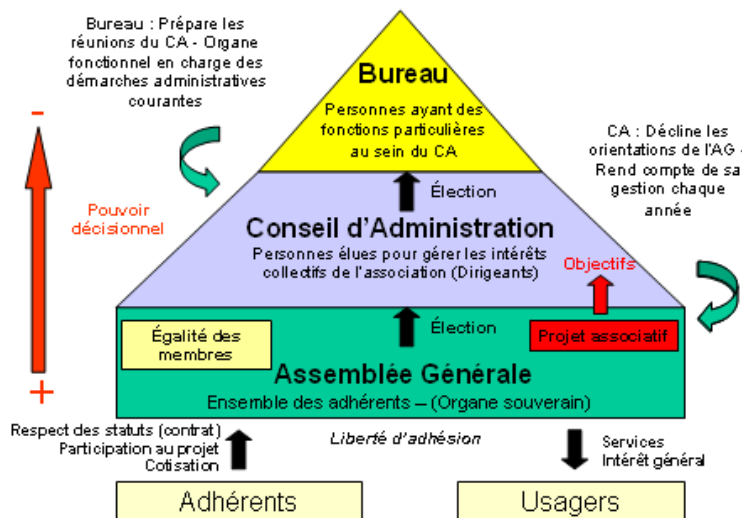 Bureau : Prépare les
réunions du CA - Organe
fonctionnel en charge des
démarches administratives
courantes
Bureau
Personnes ayant des
fonctions particulières
au sein du CA
CA : Décline les
orientations de l'AG -
Rend compte de sa
gestion chaque
année
-
Pouvoir
décisionnel
+
Élection
Conseil d'Administration
Personnes élues pour gérer les intérêts
collectifs de l'association (Dirigeants)
Objectifs
Élection
Égalité des
membres
Projet associatif
Assemblée Générale
Ensemble des adhérents – (Organe souverain)
Respect des statuts (contrat)
Participation au projet
Cotisation
Liberté d'adhésion
Services
Intérêt général
Adhérents
Usagers